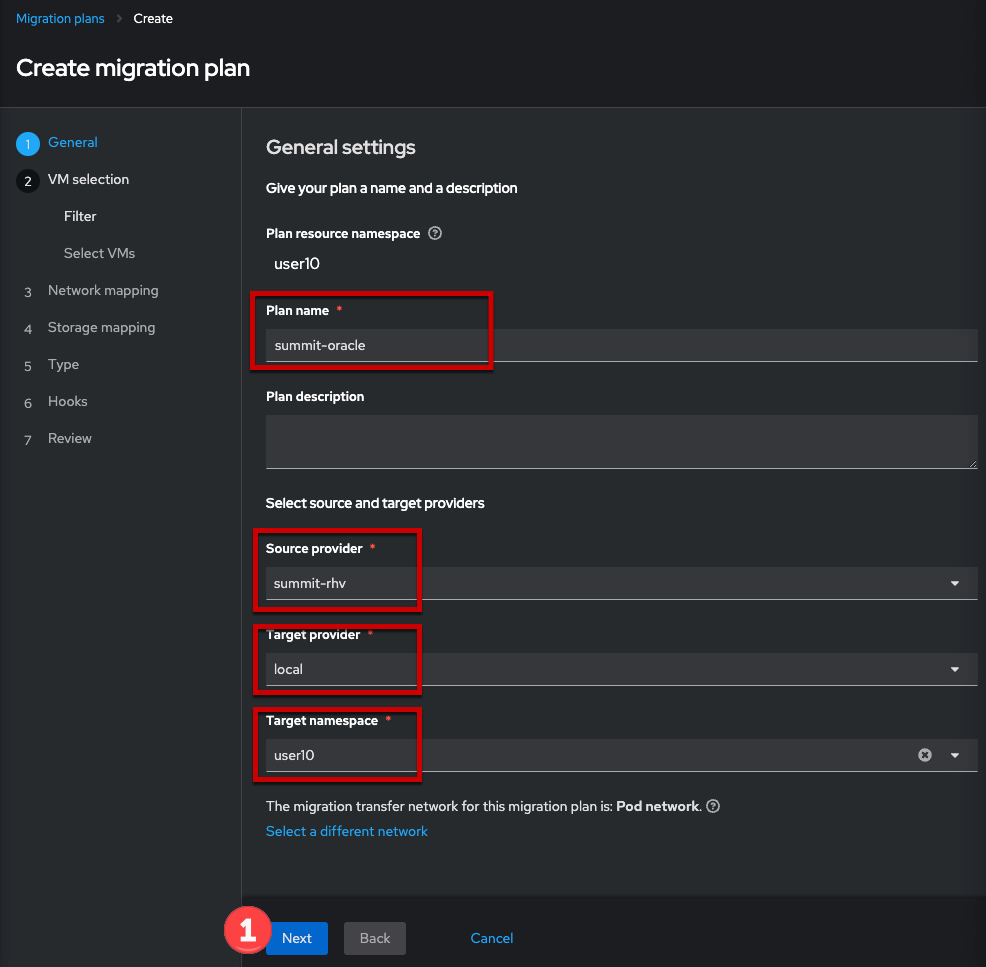 Migration plans > Create
Create migration plan
1 General
2 VM selection
Filter
Select VMs
3 Network mapping
4 Storage mapping
5 Type
6 Hooks
7 Review
General settings
Give your plan a name and a description
Plan resource namespace ?
user10
Plan name *
summit-oracle
Plan description
Select source and target providers
Source provider *
summit-rhv
Target provider *
local
Target namespace *
user10
The migration transfer network for this migration plan is: Pod network. ?
Select a different network
1 Next Back Cancel